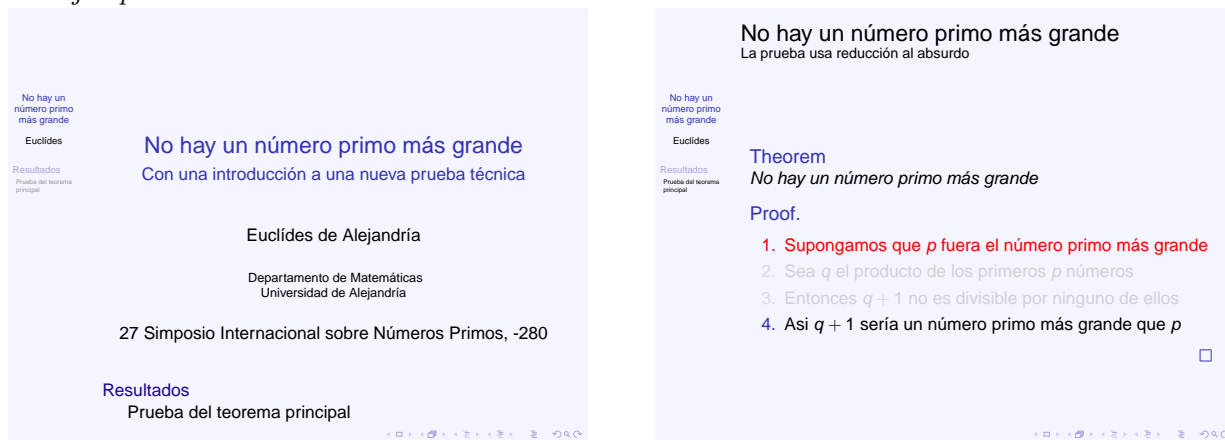 No hay un
número primo
más grande
Euclídes
Resultados
Prueba del teorema
principal
No hay un número primo más grande
Con una introducción a una nueva prueba técnica
Euclídes de Alejandría
Departamento de Matemáticas
Universidad de Alejandría
27 Simposio Internacional sobre Números Primos, -280
Resultados
Prueba del teorema principal
No hay un número primo más grande
La prueba usa reducción al absurdo
No hay un
número primo
más grande
Euclídes
Resultados
Prueba del teorema
principal
Theorem
No hay un número primo más grande
Proof.
1. Supongamos que p fuera el número primo más grande
2. Sea q el producto de los primeros p números
3. Entonces q + 1 no es divisible por ninguno de ellos
4. Asi q + 1 sería un número primo más grande que p